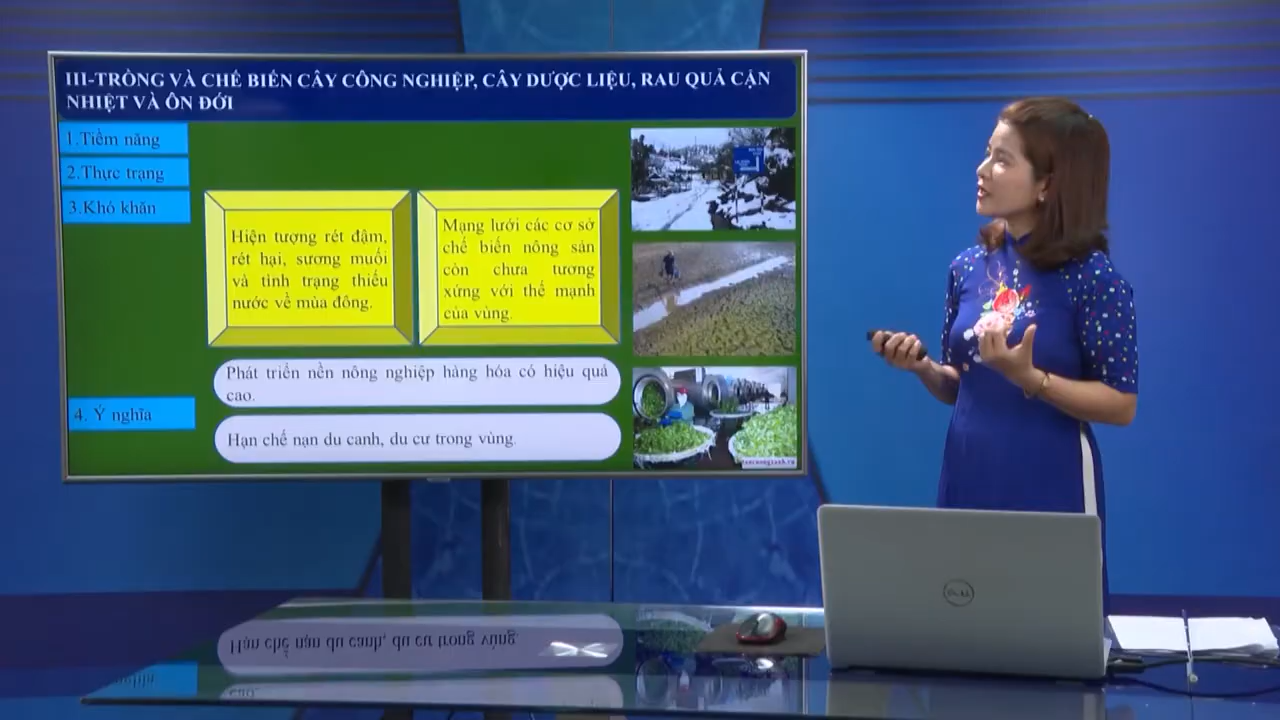 III-TRỒNG VÀ CHẾ BIẾN CÂY CÔNG NGHIỆP, CÂY DƯỢC LIỆU, RAU QUẢ CẬN
NHIỆT VÀ ÔN ĐỚI
1.Tiềm năng
2.Thực trạng
3.Khó khăn
Hiện tượng rét đậm,
rét hại, sương muối
và tình trạng thiếu
nước về mùa đông.
Mạng lưới các cơ sở
chế biến nông sản
còn chưa tương
xứng với thế mạnh
của vùng.
Phát triển nền nông nghiệp hàng hóa có hiệu quả
cao.
4. Ý nghĩa
Hạn chế nạn du canh, du cư trong vùng.
DELL